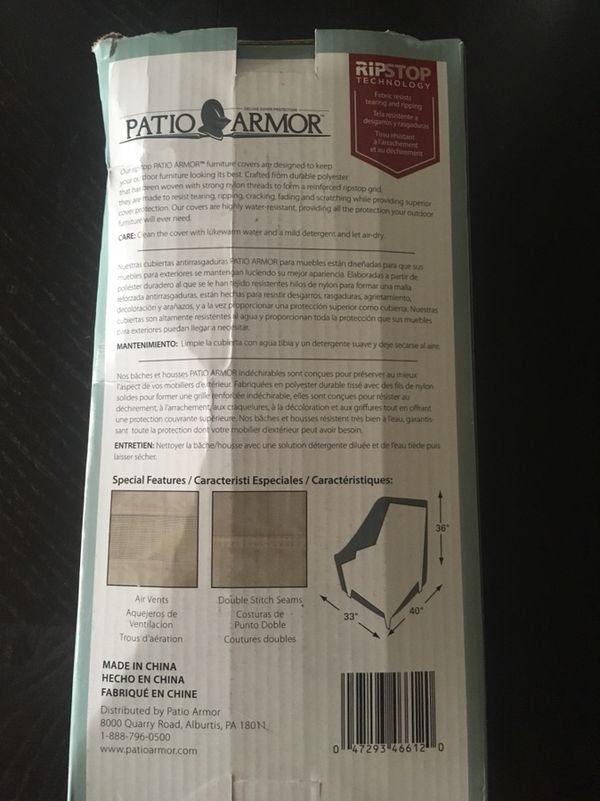 RIPSTOP
TECHNOLOGY
Fabric resists
tearing and ripping
Tela resistente a
desgarros y rasgaduras
Tissu résistant
à l'arrachement
et au déchirement
DELUXE COVER PROTECTION
PATIO ARMOR
Our ripstop PATIO ARMOR™ furniture covers are designed to keep
your outdoor furniture looking its best. Crafted from durable polyester
that has been woven with strong nylon threads to form a reinforced ripstop grid,
they are made to resist tearing, ripping, cracking, fading and scratching while providing superior
cover protection. Our covers are highly water-resistant, providing all the protection your outdoor
furniture will ever need.
CARE: Clean the cover with lukewarm water and a mild detergent and let air-dry.
Nuestras cubiertas antirrasgaduras PATIO ARMOR para muebles están diseñadas para que sus
muebles para exteriores se mantengan luciendo su mejor apariencia. Elaboradas a partir de
poliéster duradero al que se le han tejido resistentes hilos de nylon para formar una malla
reforzada antirrasgaduras, están hechas para resistir desgarros, rasgaduras, agrietamiento,
decoloración y arañazos, y a la vez proporcionar una protección superior como cubierta. Nuestras
cubiertas son altamente resistentes al agua y proporcionan toda la protección que sus muebles
para exteriores puedan llegar a necesitar.
MANTENIMIENTO: Limpie la cubierta con agua tibia y un detergente suave y deje secarse al aire.
Nos bâches et housses PATIO ARMOR indéchirables sont conçues pour préserver au mieux
l'aspect de vos mobiliers d'extérieur. Fabriquées en polyester durable tissé avec des fils de nylon
solides pour former une grille renforcée indéchirable, elles sont conçues pour résister au
déchirement, à l'arrachement, aux craquelures, à la décoloration et aux griffures tout en offrant
une protection couvrante supérieure. Nos bâches et housses résistent très bien à l'eau, garantis-
sant toute la protection dont votre mobilier d'extérieur peut avoir besoin.
ENTRETIEN: Nettoyer la bâche/housse avec une solution détergente diluée et de l'eau tiède puis
laisser sécher.
Special Features / Caracteristi Especiales / Caractéristiques:
Air Vents
Aquejeros de
Ventilacion
Trous d'aération
Double Stitch Seams
Costuras de
Punto Doble
Coutures doubles
36"
33"
40"
MADE IN CHINA
HECHO EN CHINA
FABRIQUÉ EN CHINE
Distributed by Patio Armor
8000 Quarry Road, Alburtis, PA 18011
1-888-796-0500
www.patioarmor.com
0 47293 46612 0